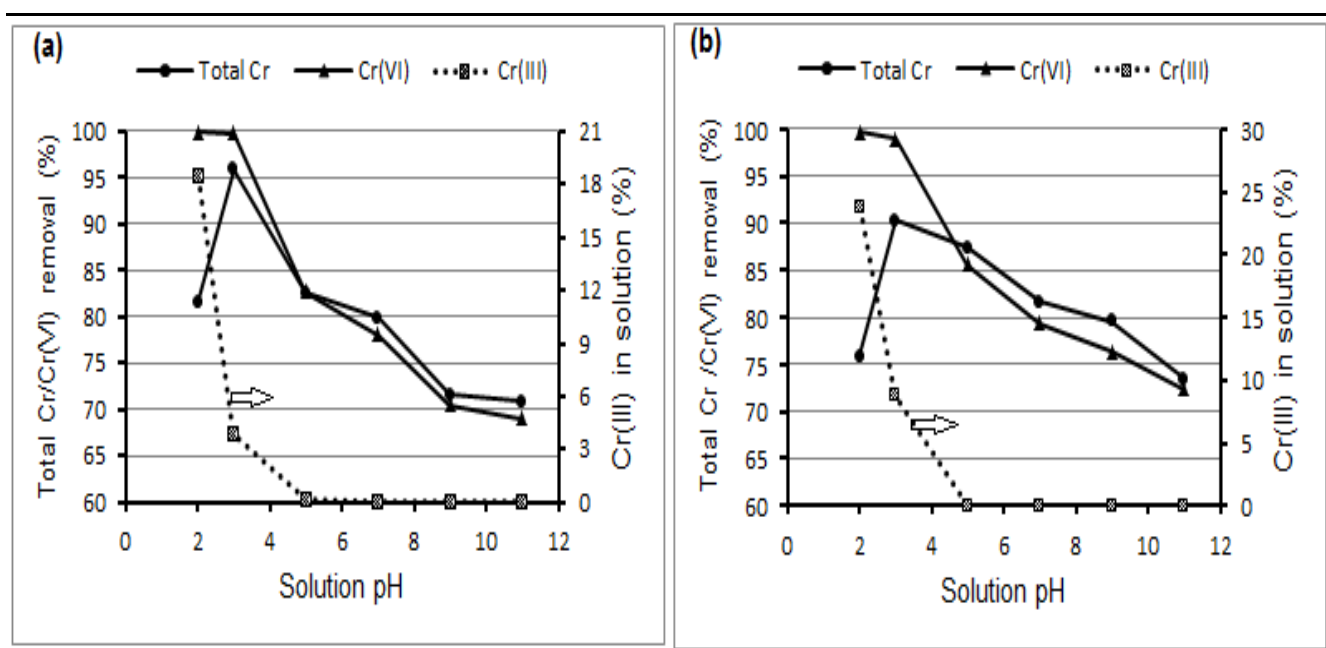 (a)
Total Cr Cr(VI) Cr(III)
Total Cr/Cr(VI) removal (%)
100
95
90
85
80
75
70
65
60
21
18
15
12
9
6
3
0
Cr(III) in solution (%)
0 2 4 6 8 10 12
Solution pH
(b)
Total Cr Cr(VI) Cr(III)
Total Cr /Cr(VI) removal (%)
100
95
90
85
80
75
70
65
60
30
25
20
15
10
5
0
Cr(III) in solution (%)
0 2 4 6 8 10 12
Solution pH